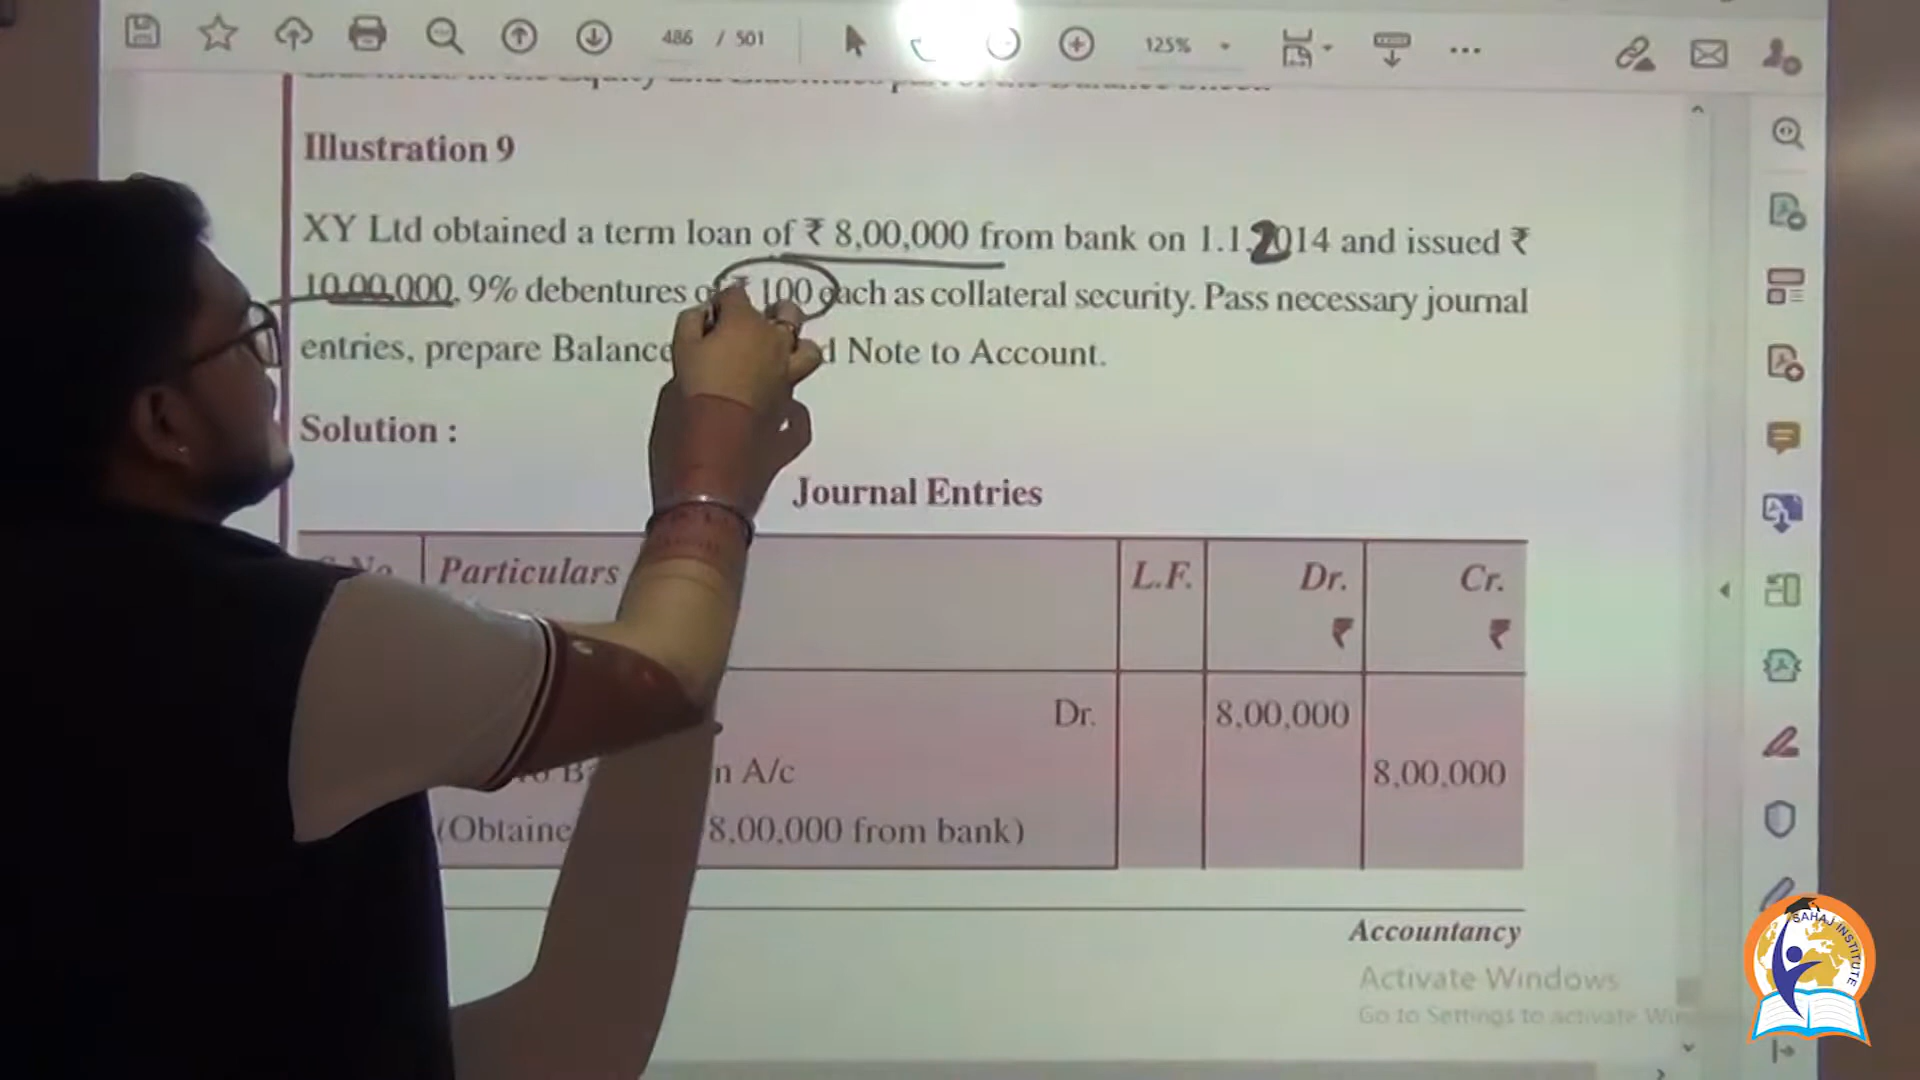 486 / 501
125%
Illustration 9
XY Ltd obtained a term loan of ₹ 8,00,000 from bank on 1.1.2014 and issued ₹
10,00,000, 9% debentures of ₹ 100 each as collateral security. Pass necessary journal
entries, prepare Balance Note to Account.
Solution :
Journal Entries
Particulars L.F. Dr. Cr.
₹ ₹
Dr. 8,00,000
A/c 8,00,000
8,00,000 from bank)
Accountancy
Activate Windows
Go to Settings to activate
SAHAJ INSTITUTE